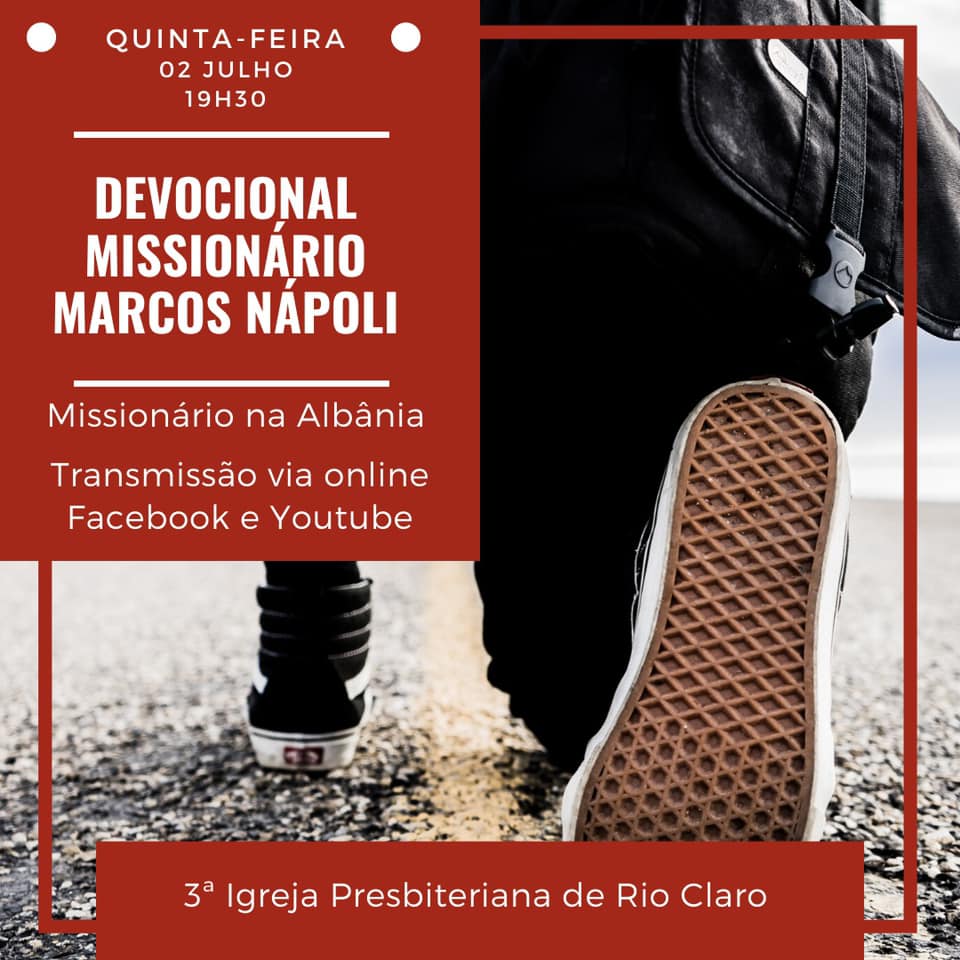 QUINTA-FEIRA
02 JULHO
19H30
DEVOCIONAL
MISSIONÁRIO
MARCOS NÁPOLI
Missionário na Albânia
Transmissão via online
Facebook e Youtube
3ª Igreja Presbiteriana de Rio Claro